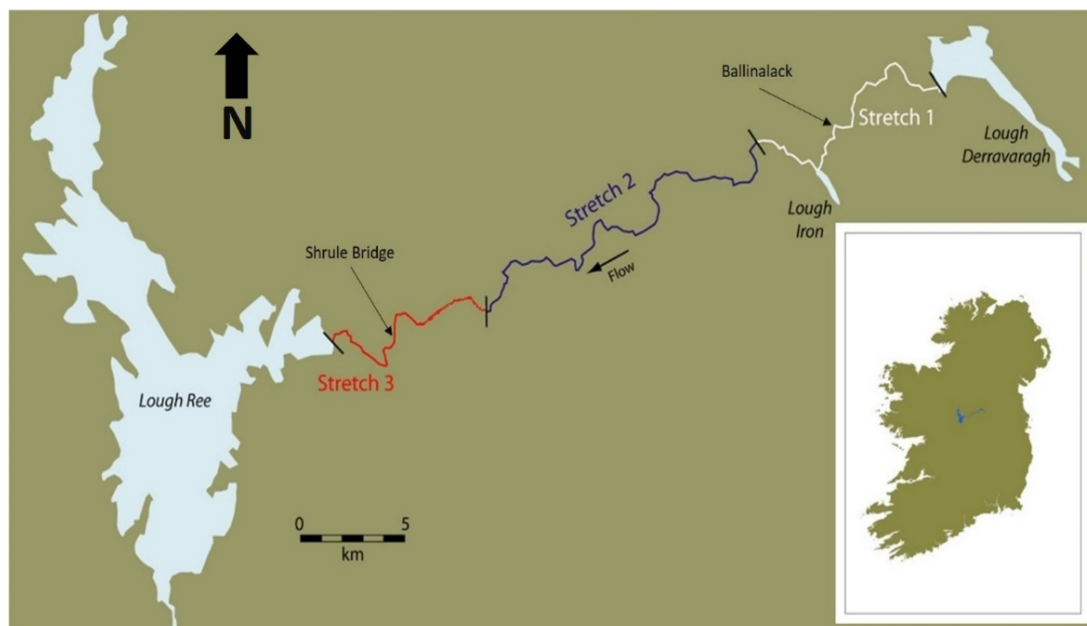 N
Ballinalack
Stretch 1
Lough
Derravaragh
Stretch 2
Lough
Iron
Shrule Bridge
Flow
Stretch 3
Lough Ree
0 5
km